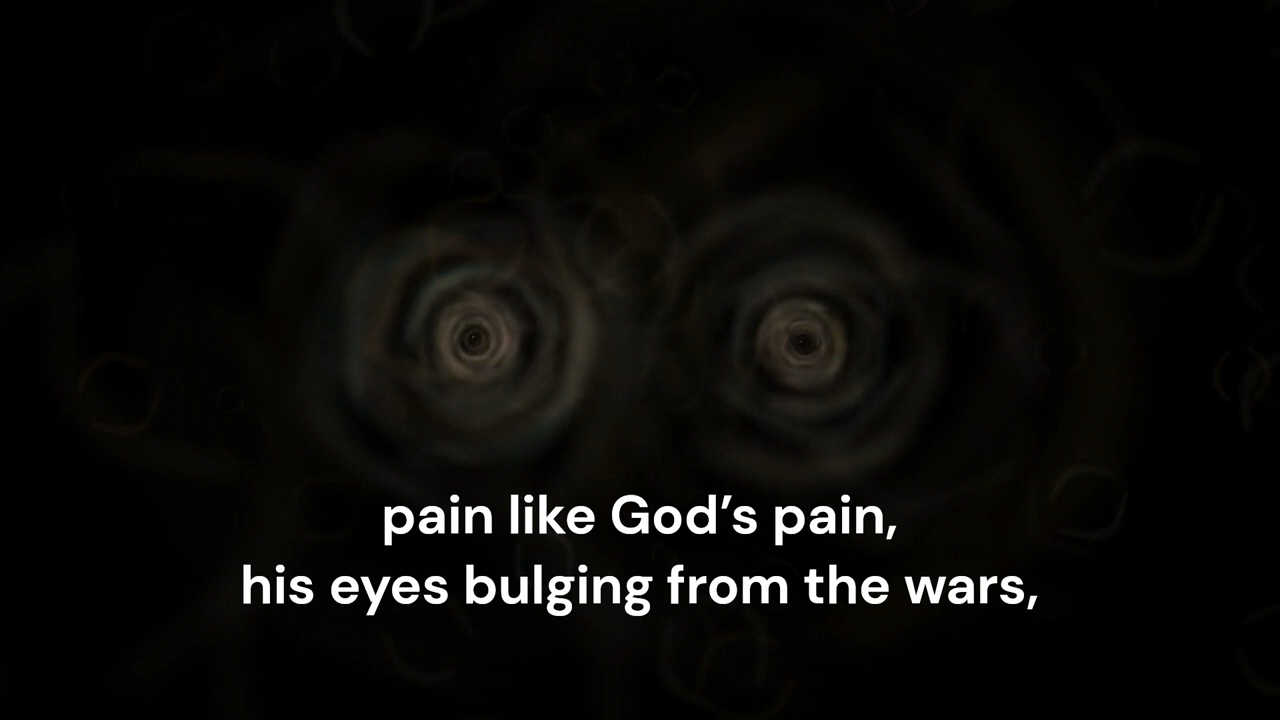 pain like God’s pain,
his eyes bulging from the wars,